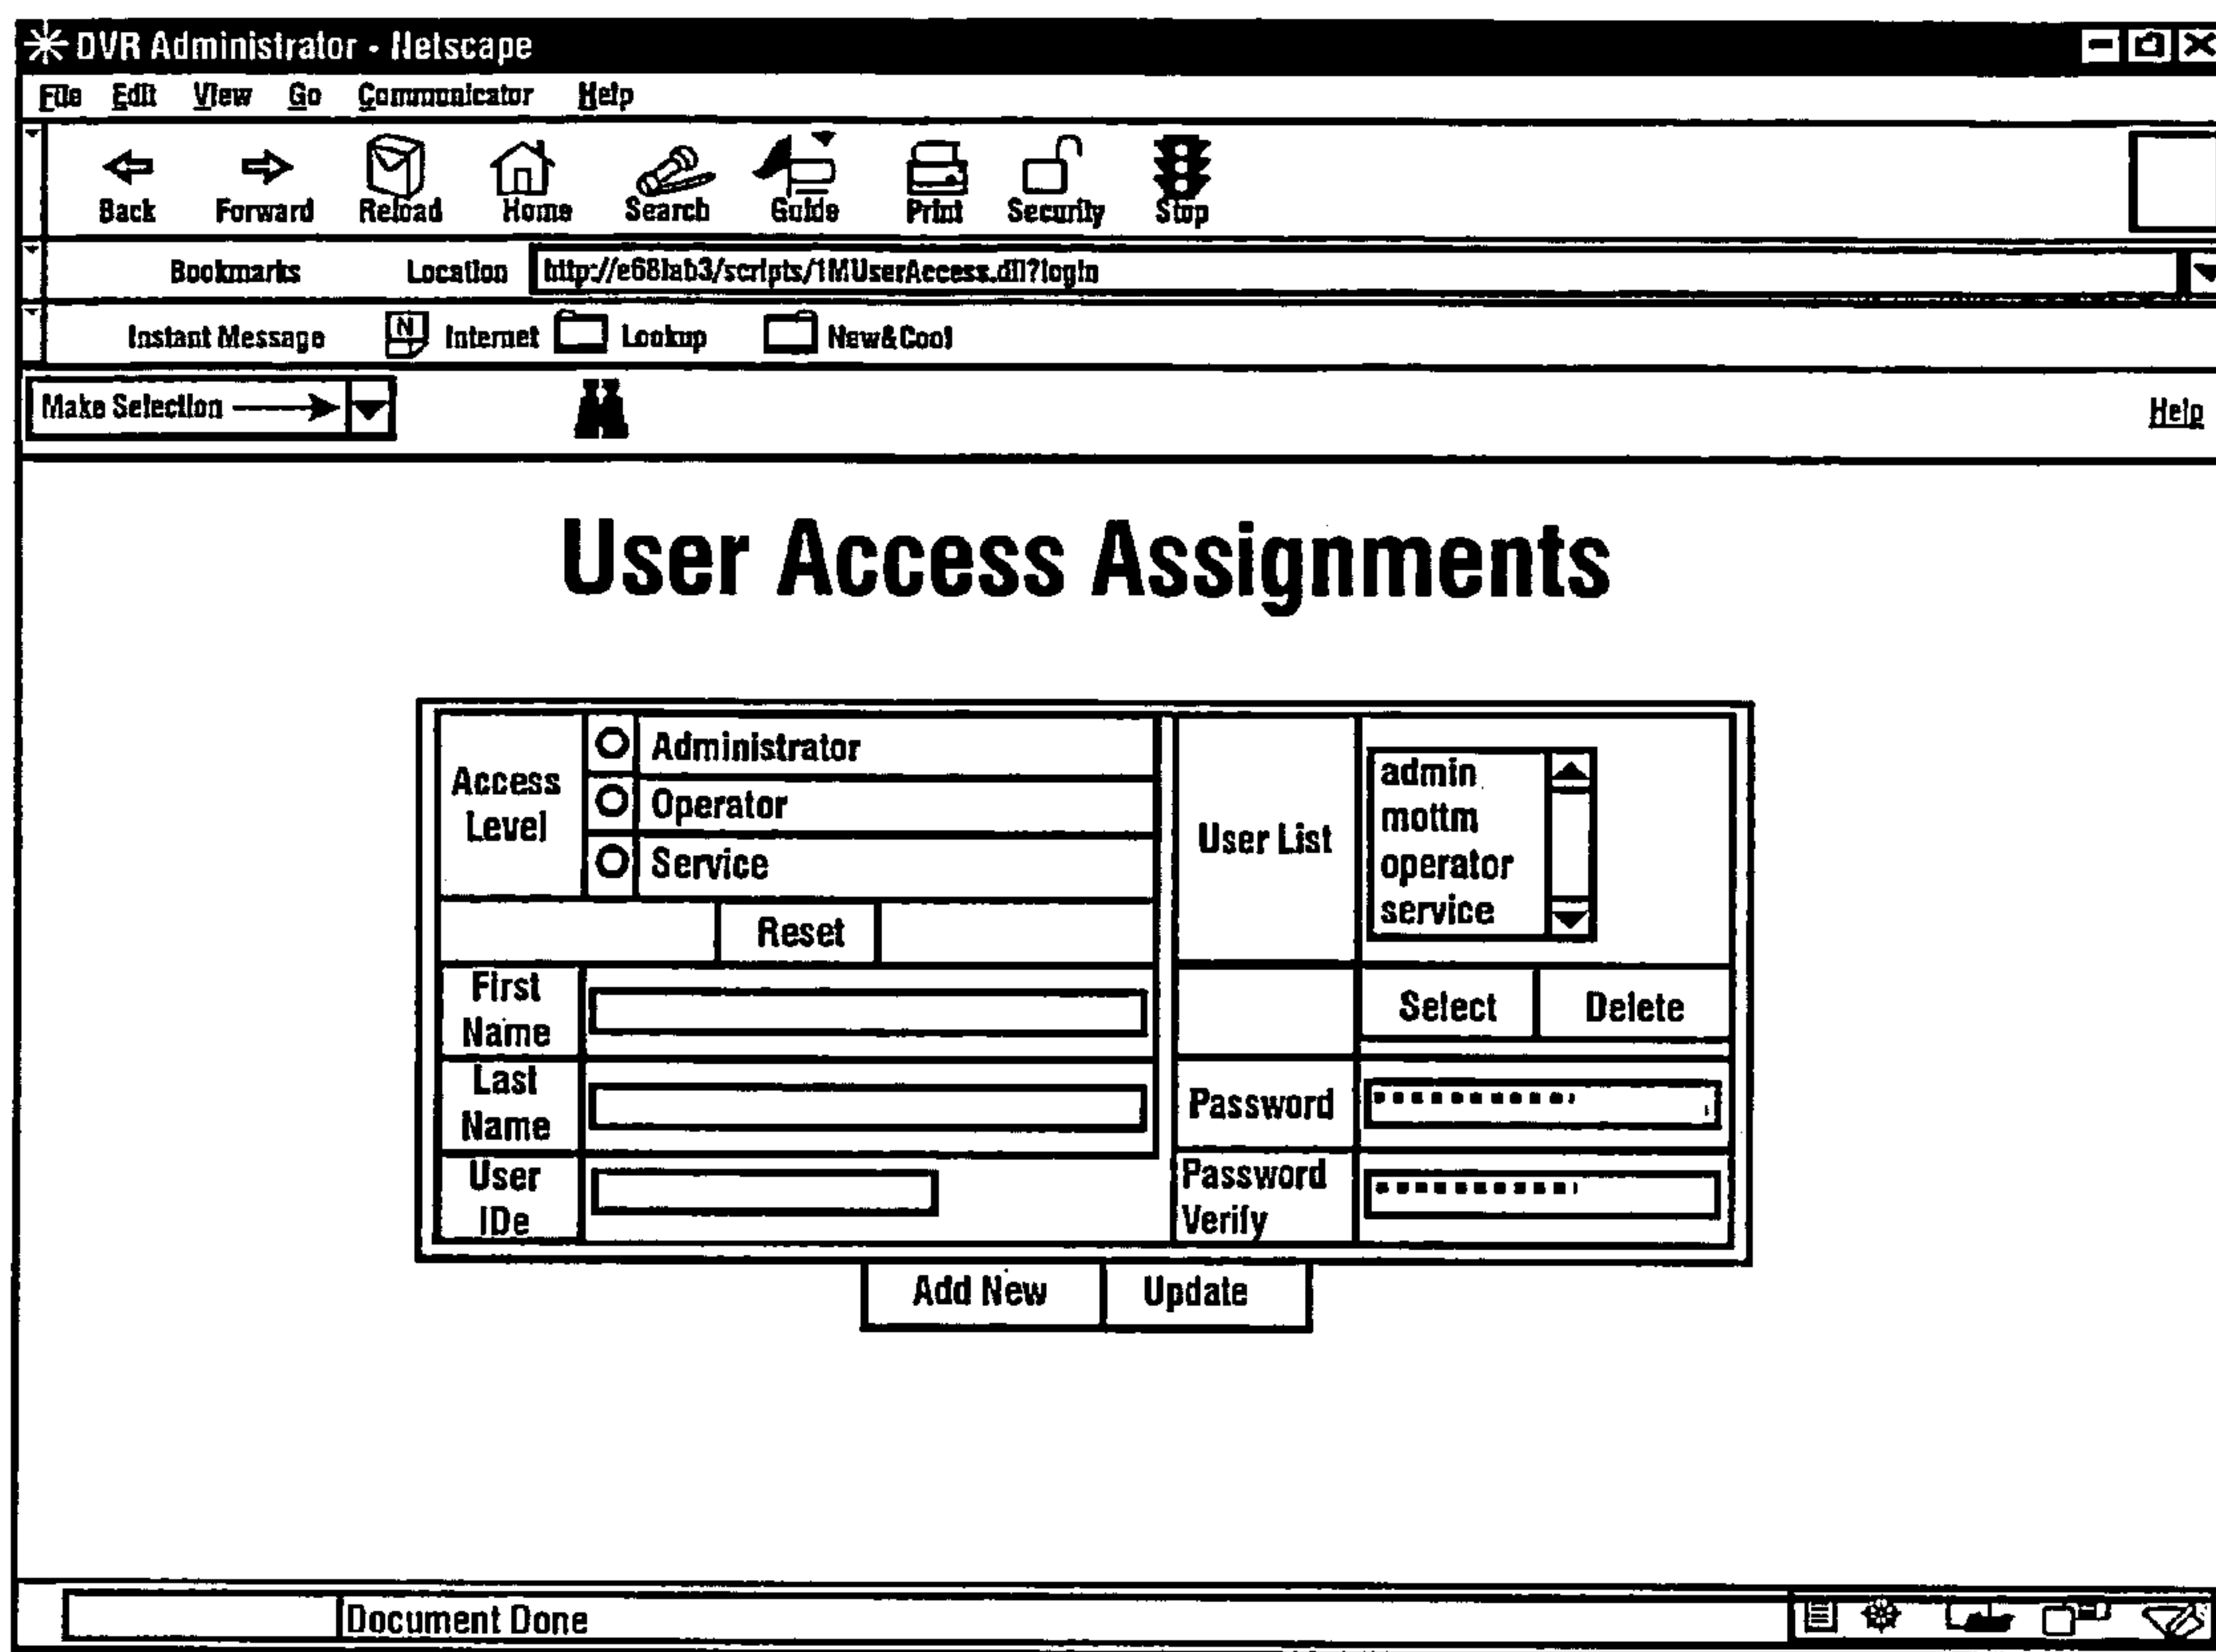 DVR Administrator - Netscape
File Edit View Go Communicator Help
Back Forward Reload Home Search Guide Print Security Stop
Bookmarks Location http://e68lab3/scripts/1MUserAccess.dll?login
Instant Message N Internet Lookup New&Cool
Make Selection Help
User Access Assignments
Access Level
Administrator
Operator
Service
Reset
User List
admin
mottm
operator
service
Select Delete
First
Name
Last
Name
User
IDe
Password
Password
Verify
Add New Update
Document Done